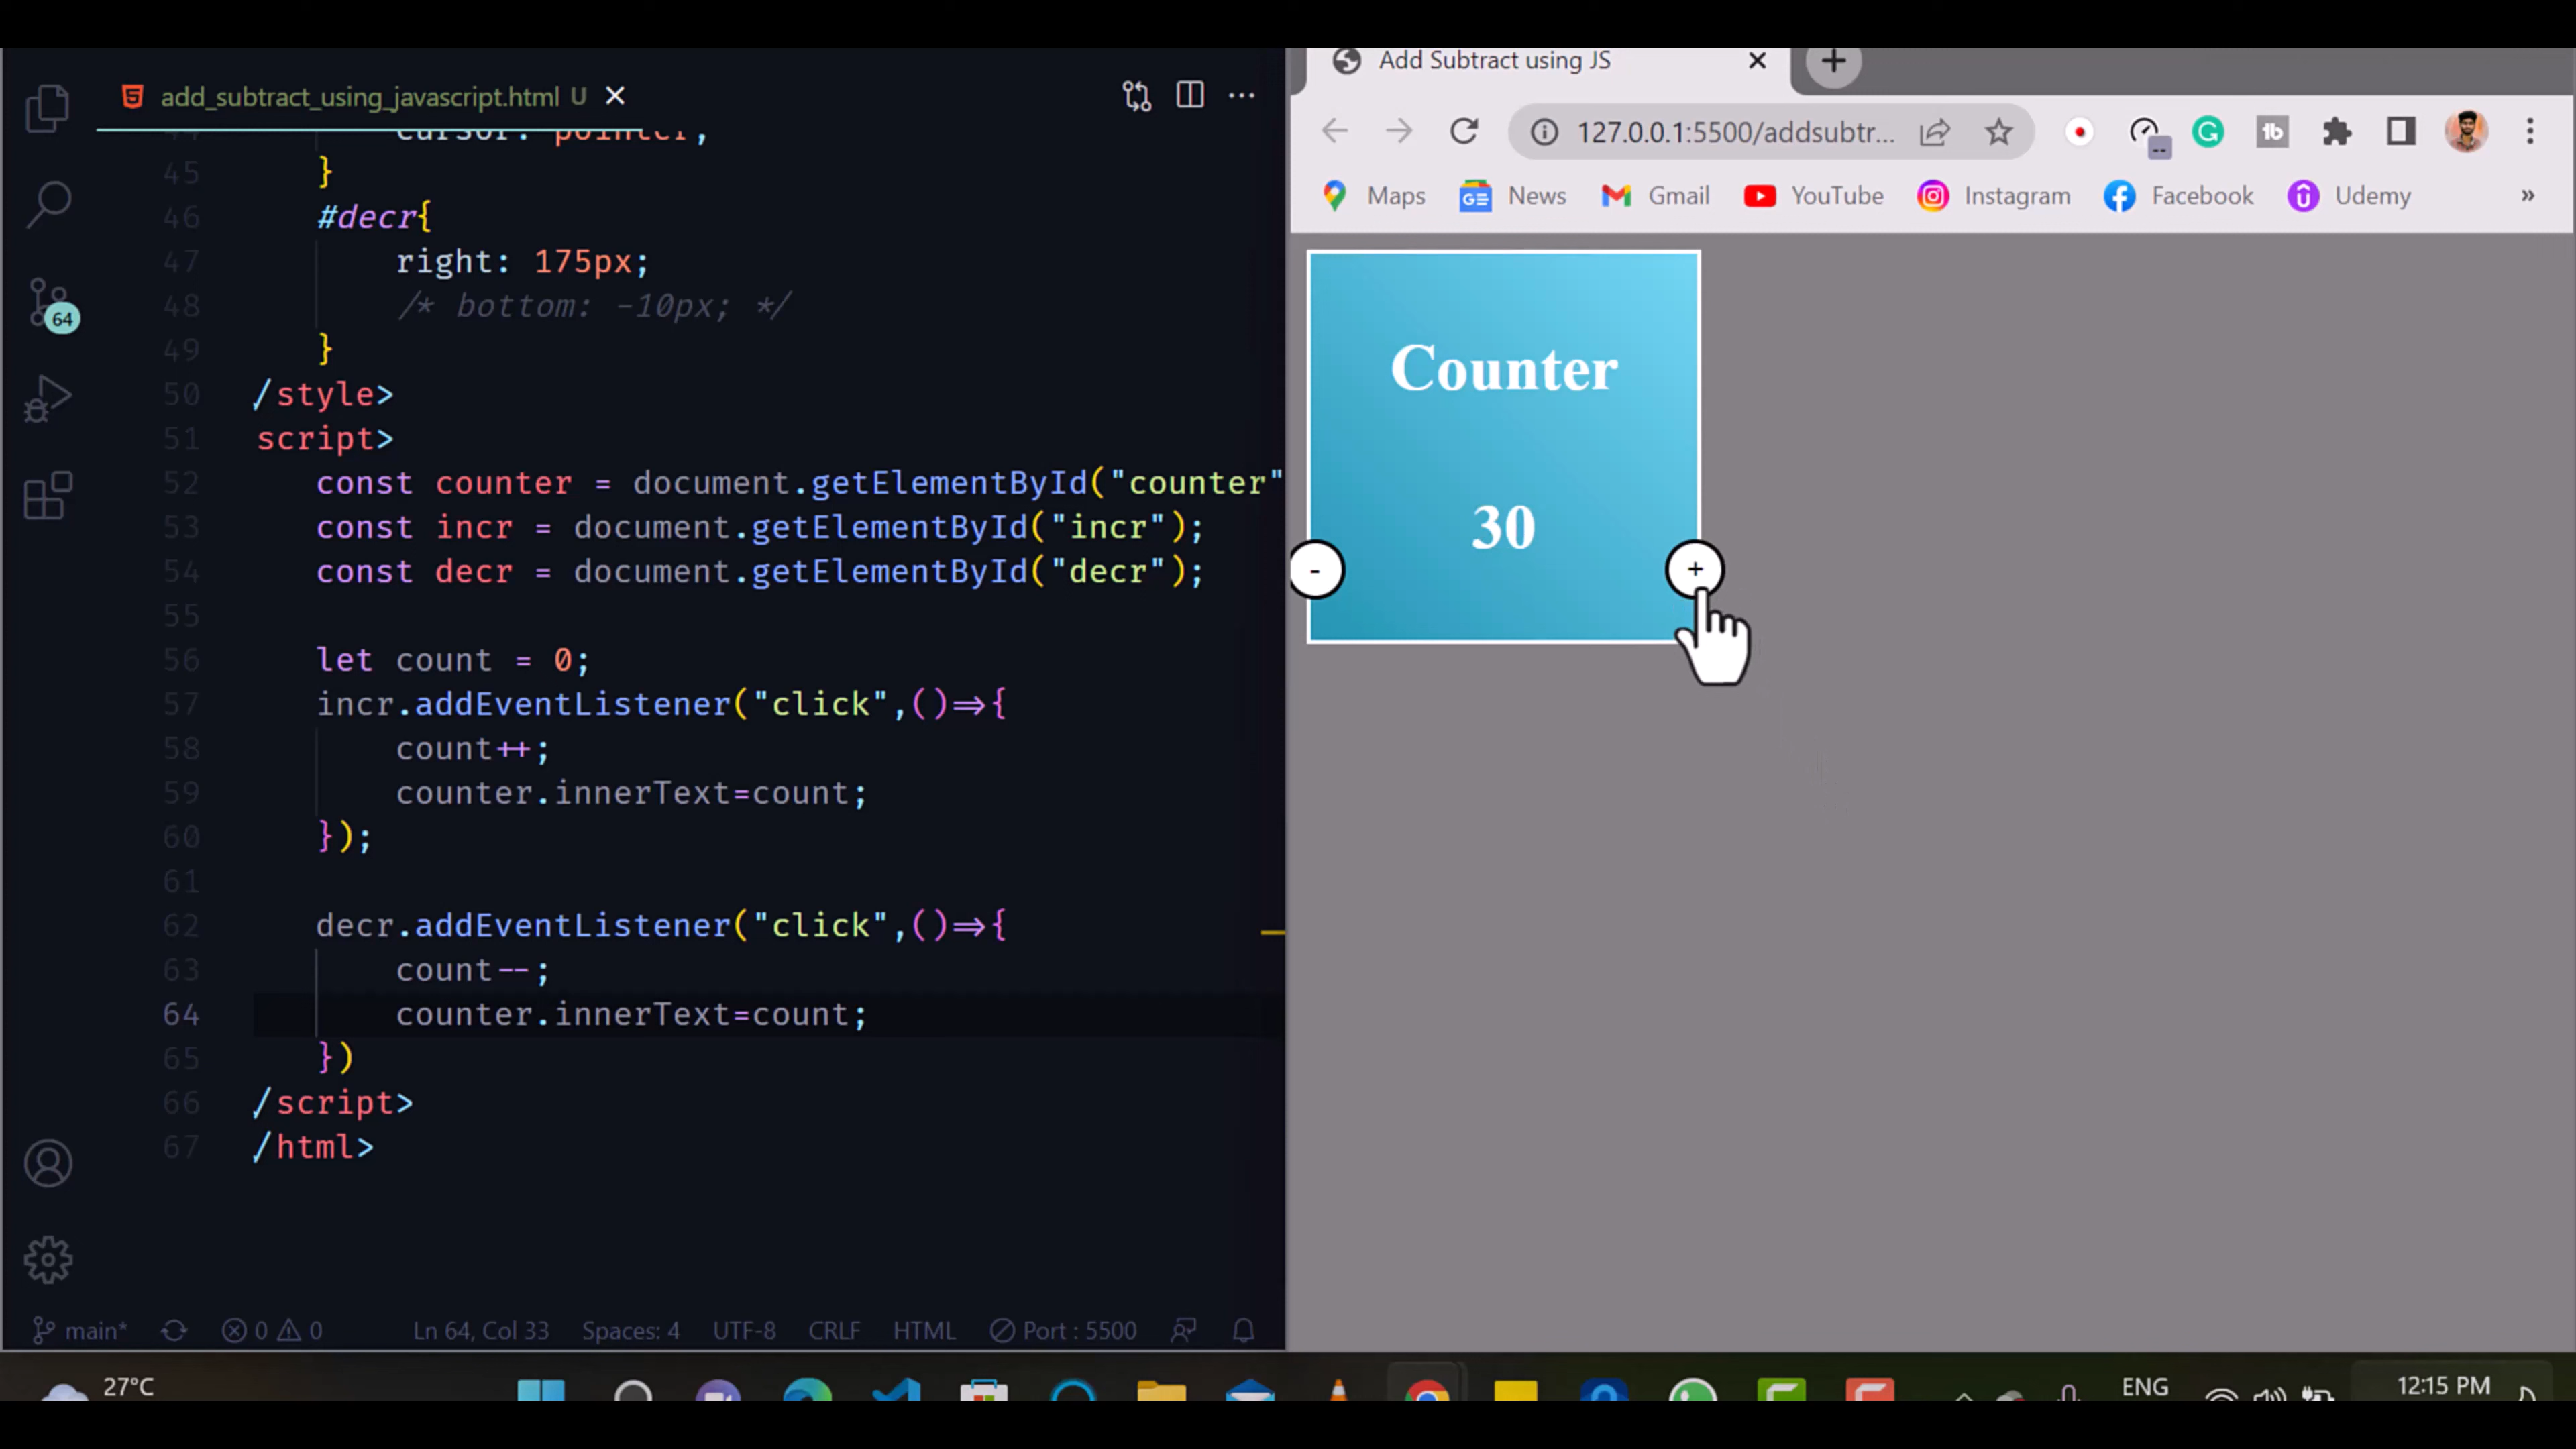 add_subtract_using_javascript.html U
44 cursor: pointer;
45 }
46 #decr{
47 right: 175px;
48 /* bottom: -10px; */
49 }
50 /style>
51 script>
52 const counter = document.getElementById("counter"
53 const incr = document.getElementById("incr");
54 const decr = document.getElementById("decr");
55
56 let count = 0;
57 incr.addEventListener("click",()=>{
58 count++;
59 counter.innerText=count;
60 });
61
62 decr.addEventListener("click",()=>{
63 count--;
64 counter.innerText=count;
65 })
66 /script>
67 /html>
64
main* 0 0 Ln 64, Col 33 Spaces: 4 UTF-8 CRLF HTML Port : 5500
Add Subtract using JS
127.0.0.1:5500/addsubtr...
Maps News Gmail YouTube Instagram Facebook Udemy »
Counter
30
- +
27°C ENG 12:15 PM